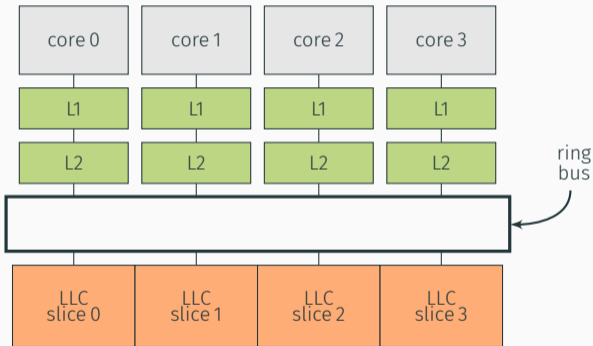 core 0
core 1
core 2
core 3
L1
L1
L1
L1
L2
L2
L2
L2
ring
bus
LLC
slice 0
LLC
slice 1
LLC
slice 2
LLC
slice 3